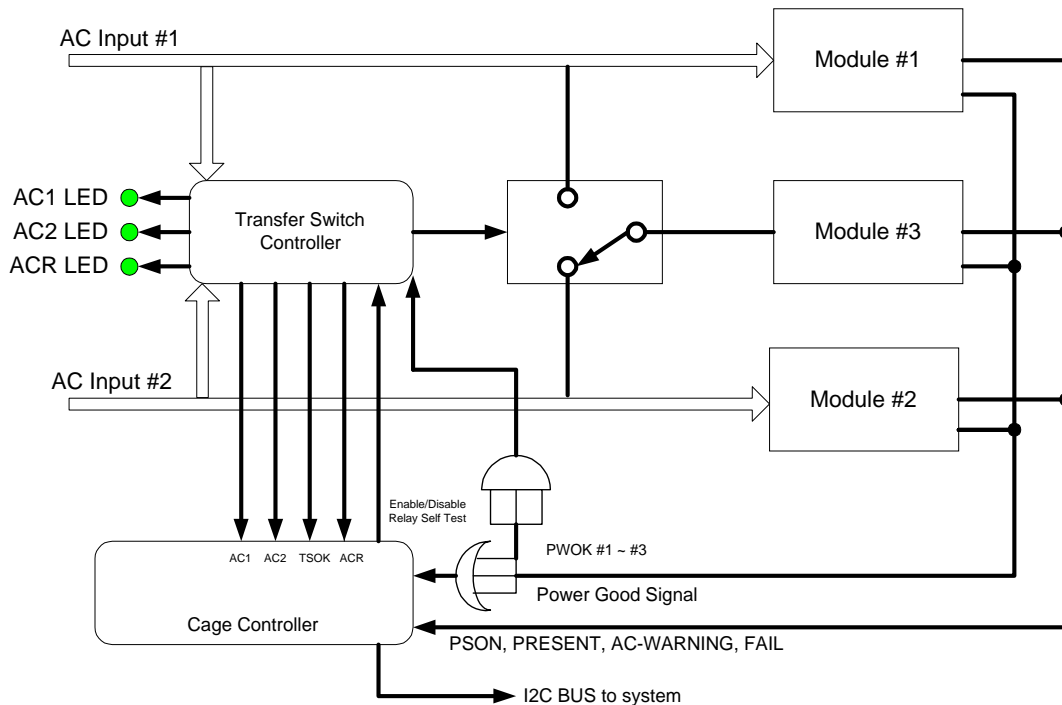 AC Input #1
Module #1
AC1 LED
AC2 LED
ACR LED
Transfer Switch
Controller
Module #3
AC Input #2
Module #2
Enable/Disable
Relay Self Test
PWOK #1 ~ #3
AC1 AC2 TSOK ACR
Power Good Signal
Cage Controller
PSON, PRESENT, AC-WARNING, FAIL
I2C BUS to system